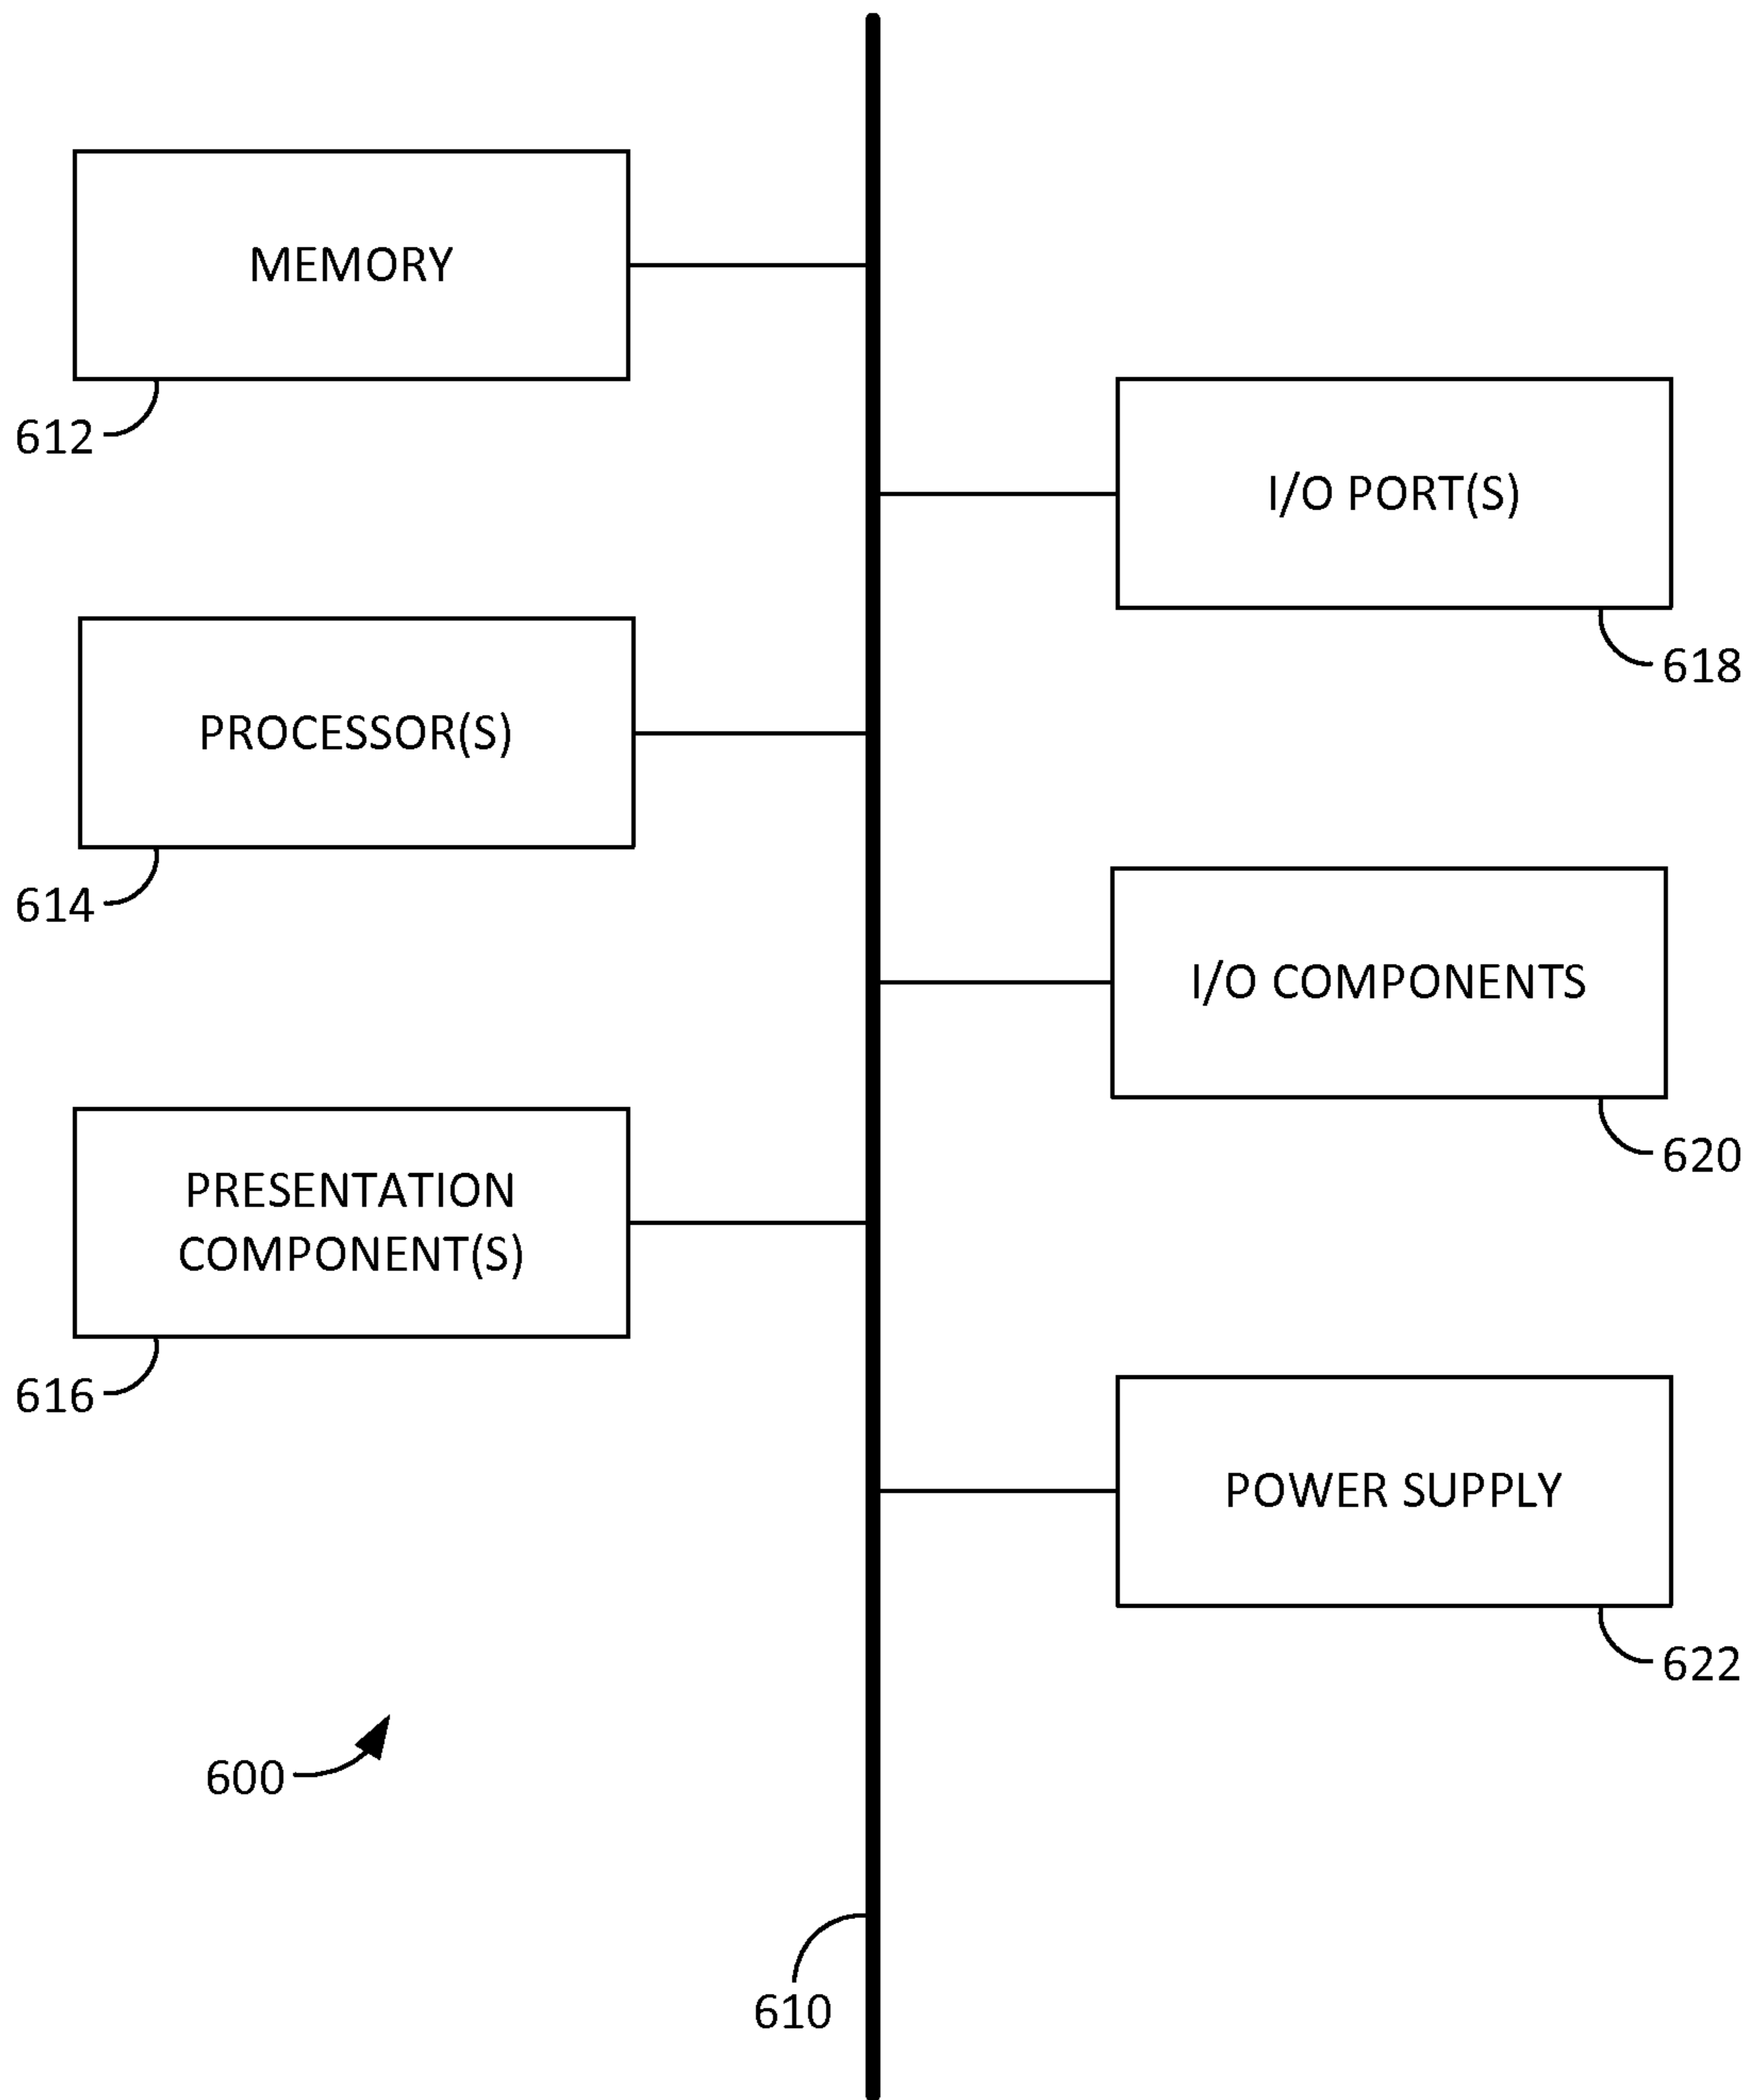 MEMORY
612
I/O PORT(S)
618
PROCESSOR(S)
614
I/O COMPONENTS
620
PRESENTATION
COMPONENT(S)
616
POWER SUPPLY
622
600
610